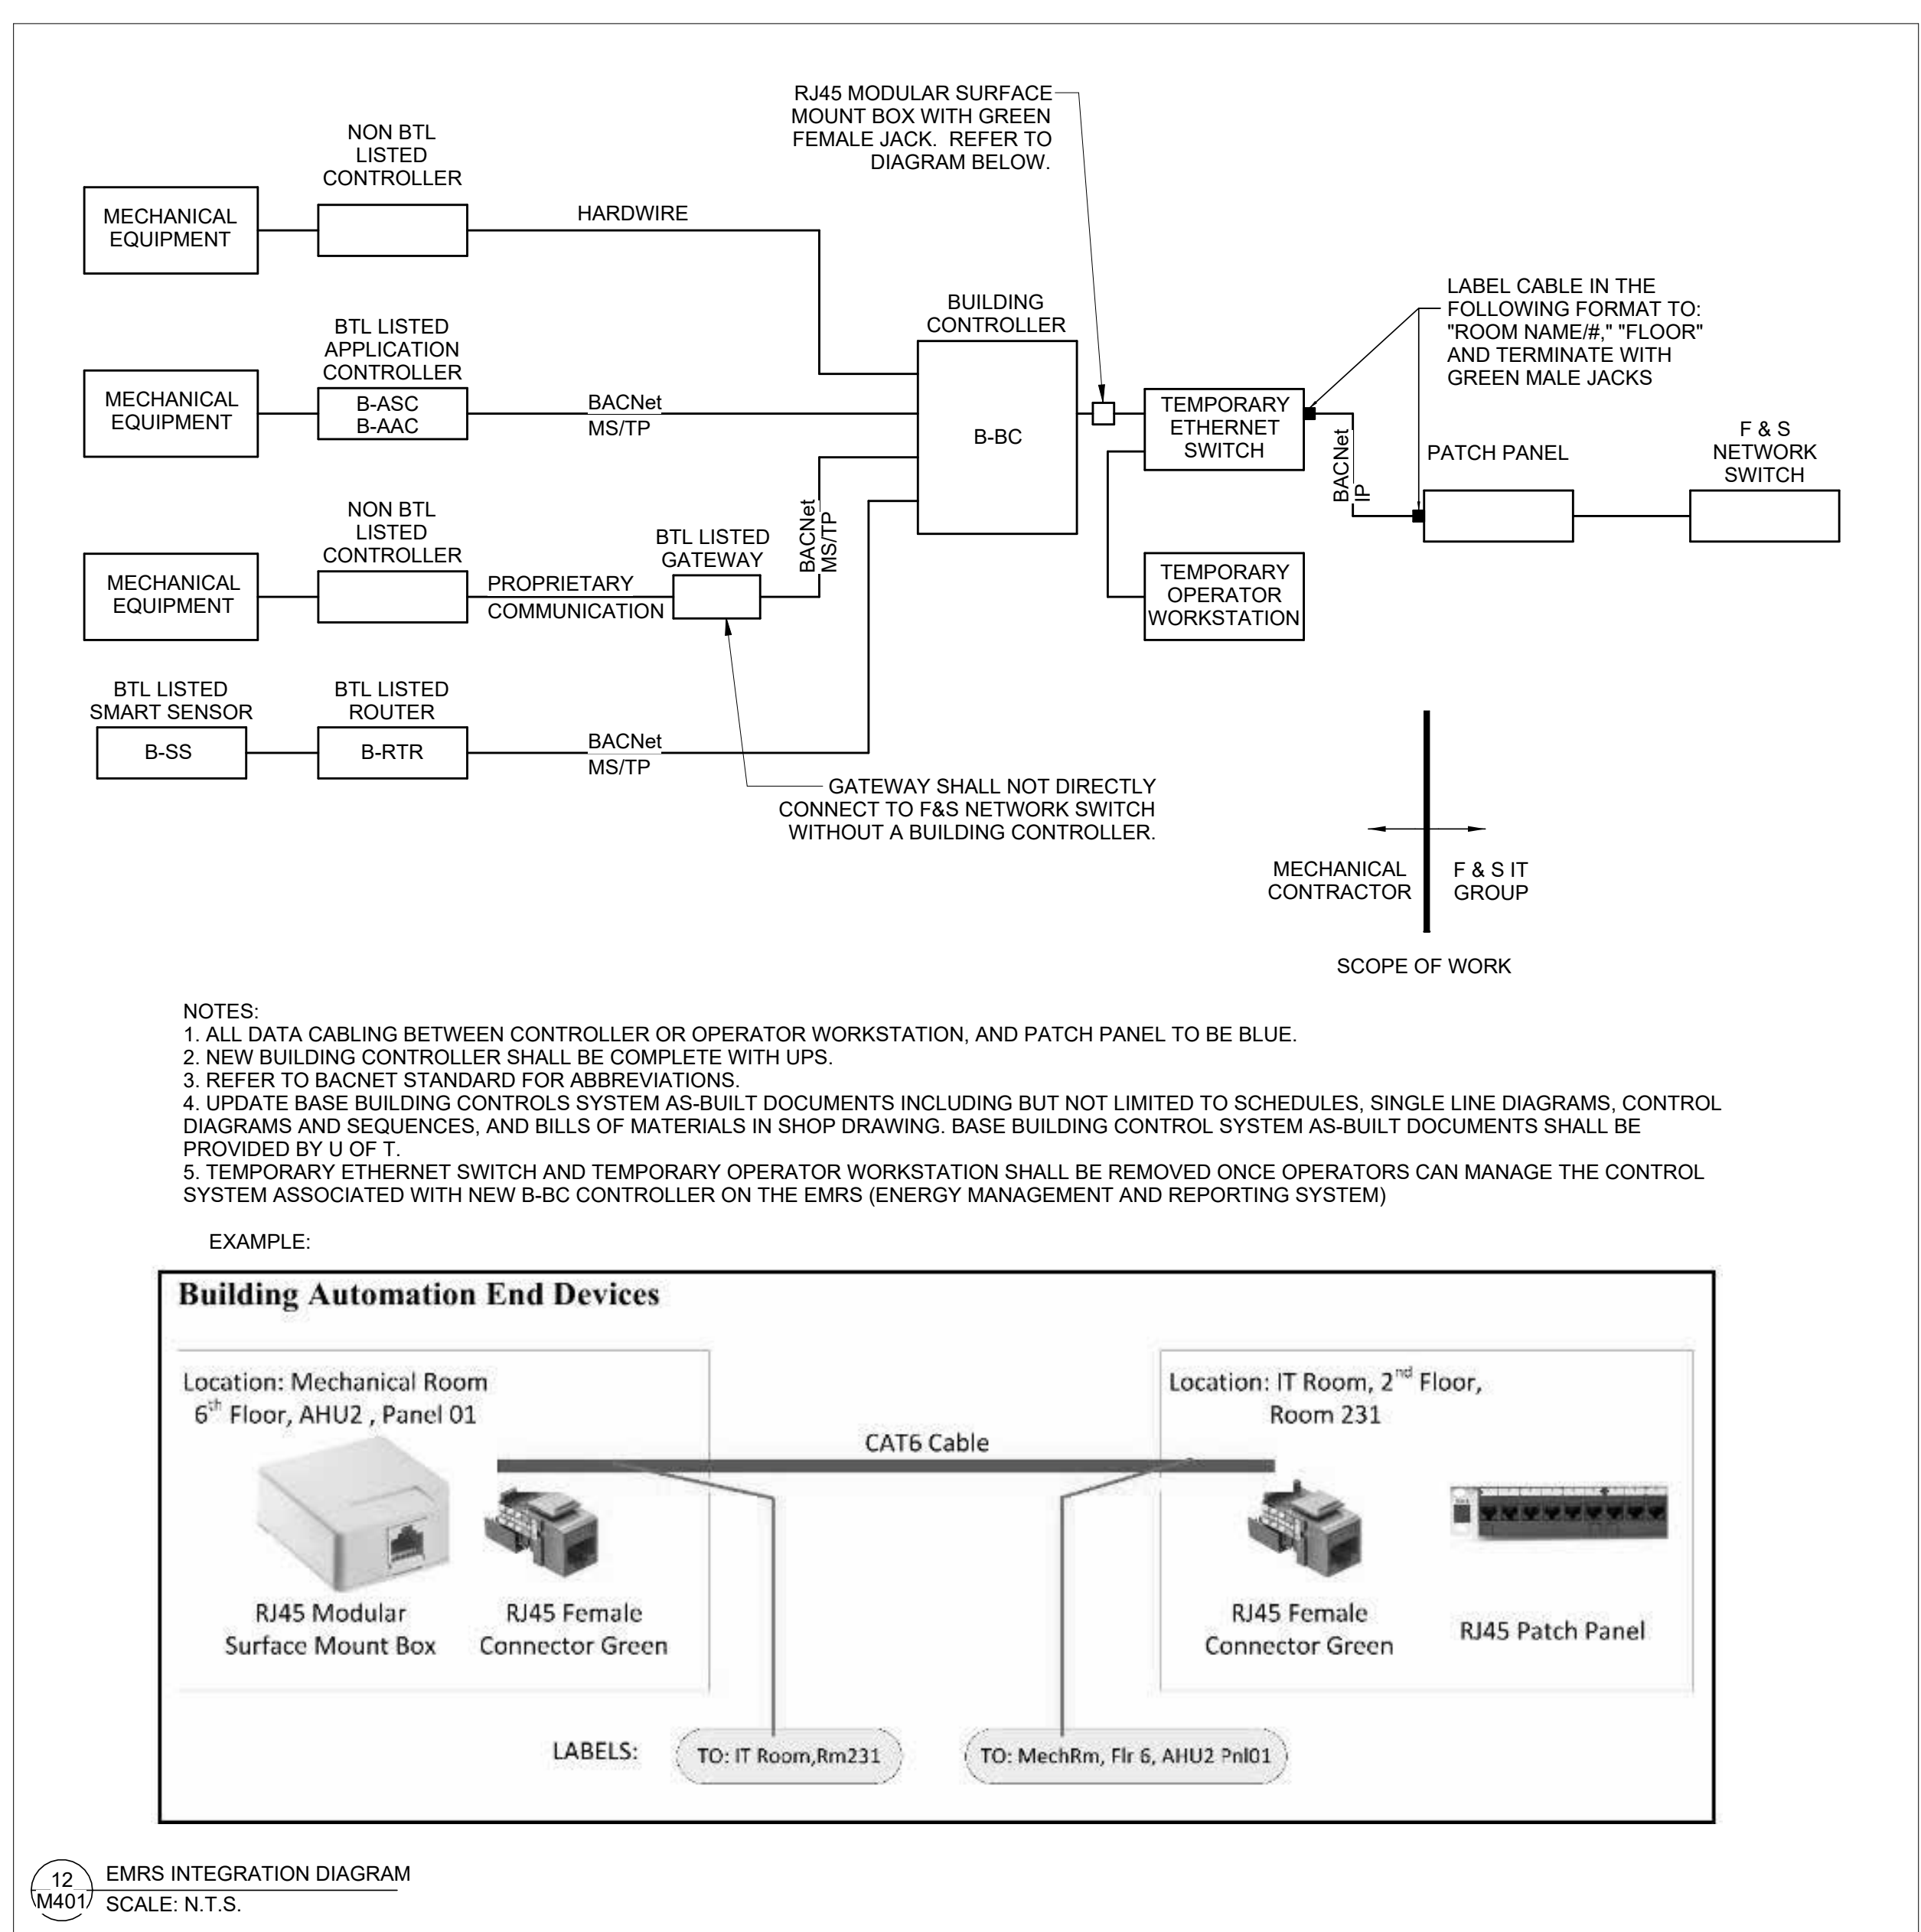 RJ45 MODULAR SURFACE
MOUNT BOX WITH GREEN
FEMALE JACK. REFER TO
DIAGRAM BELOW.
NON BTL
LISTED
CONTROLLER
MECHANICAL
EQUIPMENT
HARDWIRE
LABEL CABLE IN THE
FOLLOWING FORMAT TO:
"ROOM NAME/#," "FLOOR"
AND TERMINATE WITH
GREEN MALE JACKS
BUILDING
CONTROLLER
B-BC
BTL LISTED
APPLICATION
CONTROLLER
MECHANICAL
EQUIPMENT
B-ASC
B-AAC
BACNet
MS/TP
TEMPORARY
ETHERNET
SWITCH
BACNet
IP
PATCH PANEL
F & S
NETWORK
SWITCH
NON BTL
LISTED
CONTROLLER
MECHANICAL
EQUIPMENT
PROPRIETARY
COMMUNICATION
BTL LISTED
GATEWAY
BACNet
MS/TP
TEMPORARY
OPERATOR
WORKSTATION
BTL LISTED
SMART SENSOR
B-SS
BTL LISTED
ROUTER
B-RTR
BACNet
MS/TP
GATEWAY SHALL NOT DIRECTLY
CONNECT TO F&S NETWORK SWITCH
WITHOUT A BUILDING CONTROLLER.
MECHANICAL
CONTRACTOR
F & S IT
GROUP
SCOPE OF WORK
NOTES:
1. ALL DATA CABLING BETWEEN CONTROLLER OR OPERATOR WORKSTATION, AND PATCH PANEL TO BE BLUE.
2. NEW BUILDING CONTROLLER SHALL BE COMPLETE WITH UPS.
3. REFER TO BACNET STANDARD FOR ABBREVIATIONS.
4. UPDATE BASE BUILDING CONTROLS SYSTEM AS-BUILT DOCUMENTS INCLUDING BUT NOT LIMITED TO SCHEDULES, SINGLE LINE DIAGRAMS, CONTROL
DIAGRAMS AND SEQUENCES, AND BILLS OF MATERIALS IN SHOP DRAWING. BASE BUILDING CONTROL SYSTEM AS-BUILT DOCUMENTS SHALL BE
PROVIDED BY U OF T.
5. TEMPORARY ETHERNET SWITCH AND TEMPORARY OPERATOR WORKSTATION SHALL BE REMOVED ONCE OPERATORS CAN MANAGE THE CONTROL
SYSTEM ASSOCIATED WITH NEW B-BC CONTROLLER ON THE EMRS (ENERGY MANAGEMENT AND REPORTING SYSTEM)
EXAMPLE:
Building Automation End Devices
Location: Mechanical Room
6th Floor, AHU2 , Panel 01
Location: IT Room, 2nd Floor,
Room 231
CAT6 Cable
RJ45 Modular
Surface Mount Box
RJ45 Female
Connector Green
RJ45 Female
Connector Green
RJ45 Patch Panel
LABELS:
TO: IT Room,Rm231
TO: MechRm, Flr 6, AHU2 Pnl01
12
M401
EMRS INTEGRATION DIAGRAM
SCALE: N.T.S.